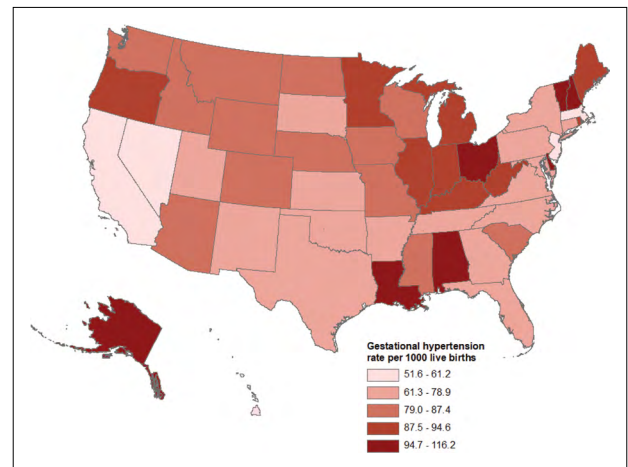 Gestational hypertension
rate per 1000 live births
51.6 - 61.2
61.3 - 78.9
79.0 - 87.4
87.5 - 94.6
94.7 - 116.2